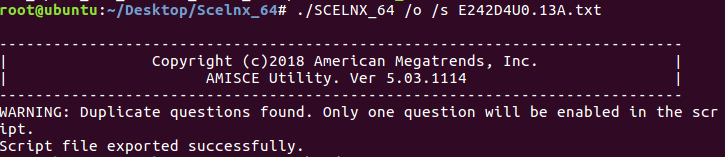 root@ubuntu:~/Desktop/Scelnx_64# ./SCELNX_64 /o /s E242D4U0.13A.txt
---------------------------------------------------------------------------
|                Copyright (c)2018 American Megatrends, Inc.               |
|                      AMISCE Utility. Ver 5.03.1114                       |
---------------------------------------------------------------------------
WARNING: Duplicate questions found. Only one question will be enabled in the scr
ipt.
Script file exported successfully.